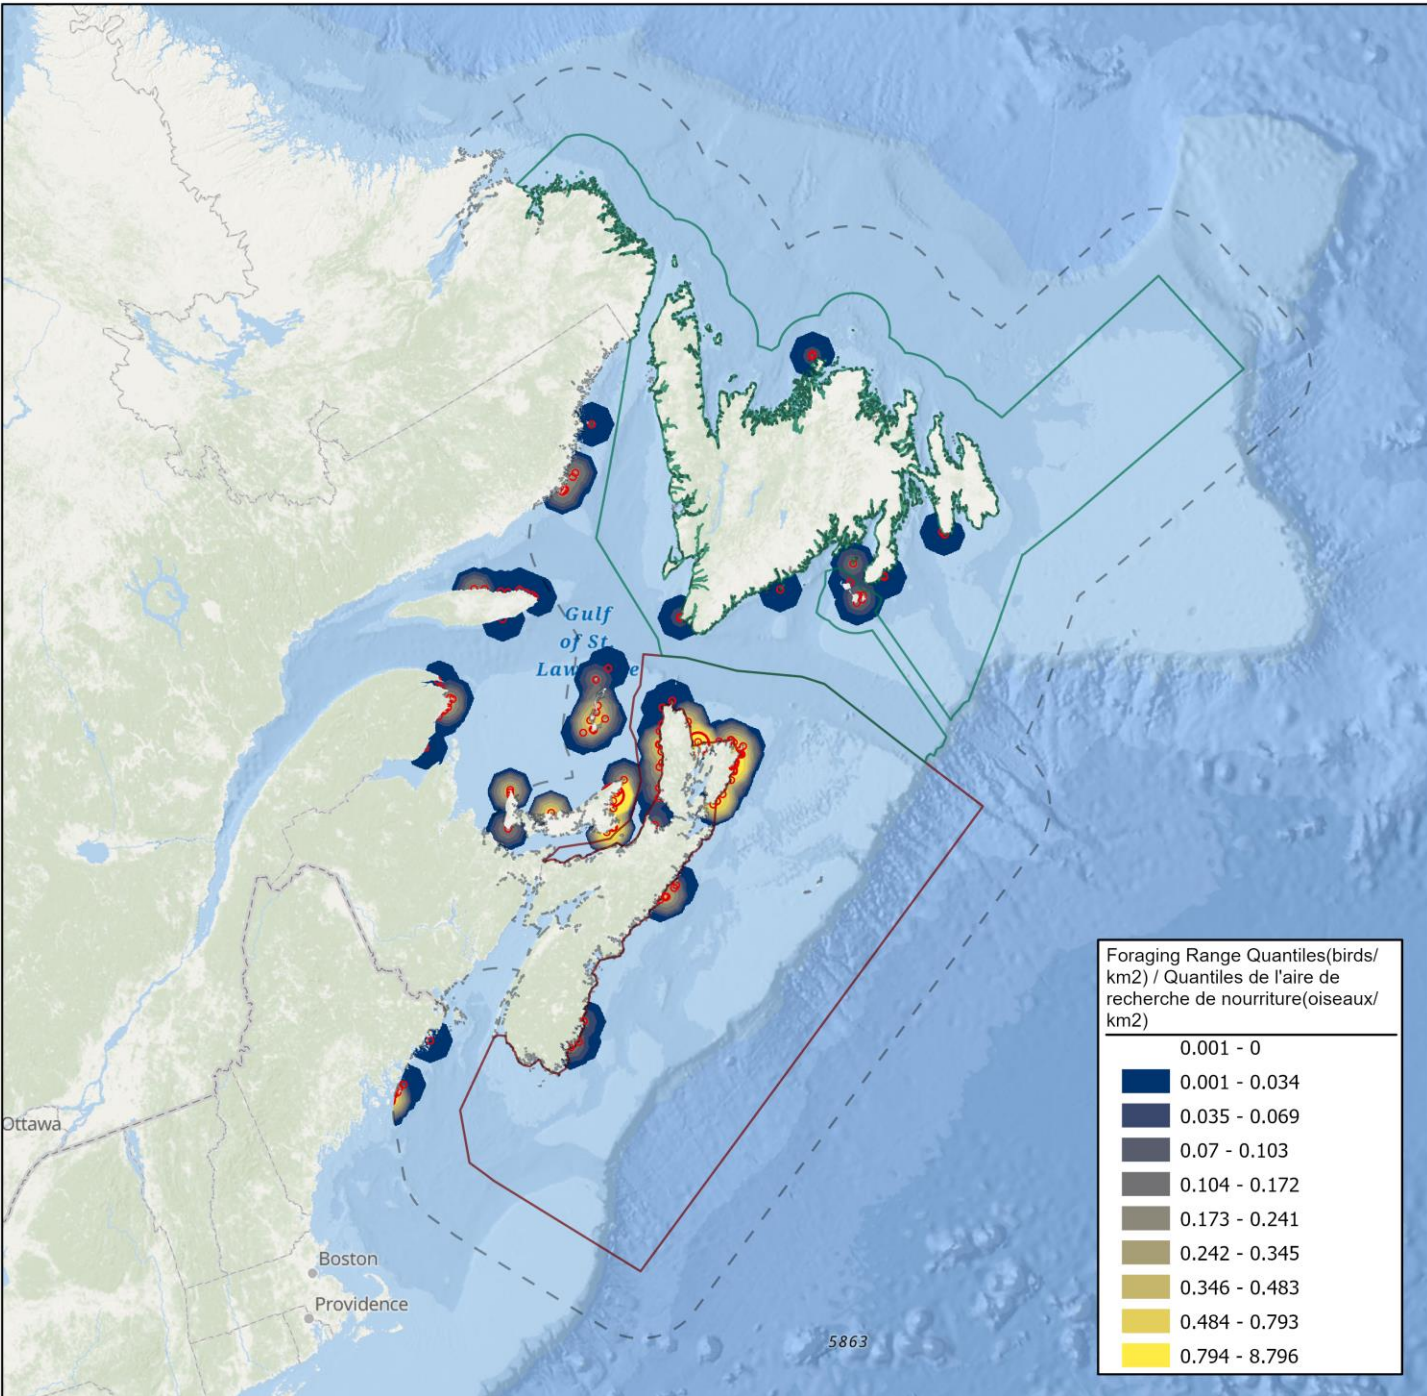 Gulf
of St.
Law e
Ottawa
Boston
Providence
5863
Foraging Range Quantiles(birds/
km2) / Quantiles de l'aire de
recherche de nourriture(oiseaux/
km2)
0.001 - 0
0.001 - 0.034
0.035 - 0.069
0.07 - 0.103
0.104 - 0.172
0.173 - 0.241
0.242 - 0.345
0.346 - 0.483
0.484 - 0.793
0.794 - 8.796